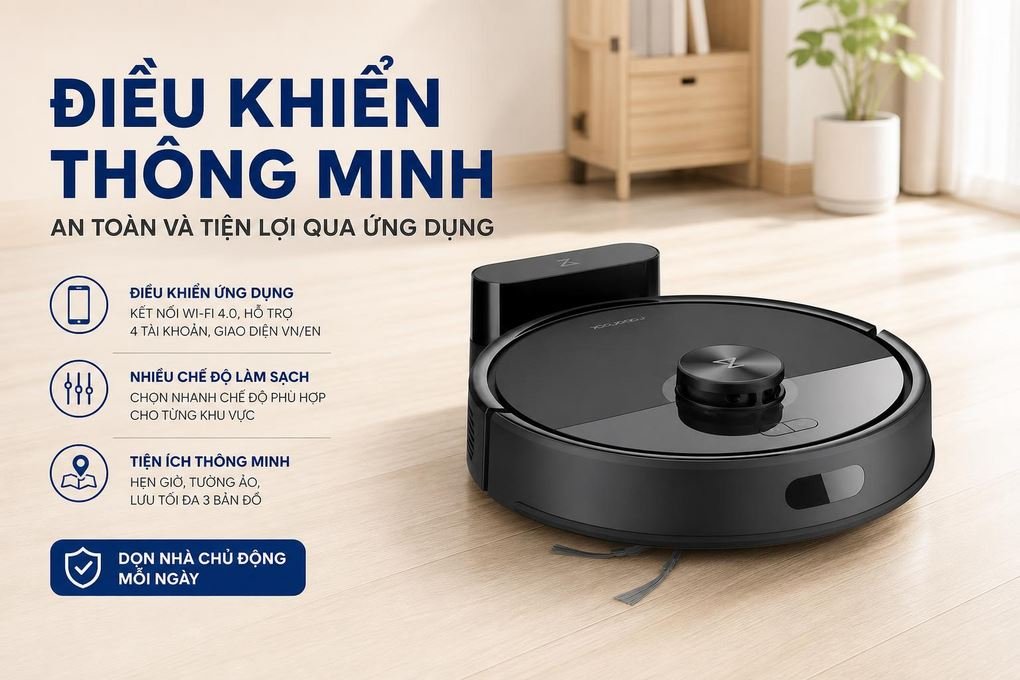 ĐIỀU KHIỂN
THÔNG MINH
AN TOÀN VÀ TIỆN LỢI QUA ỨNG DỤNG
ĐIỀU KHIỂN ỨNG DỤNG
KẾT NỐI WI-FI 4.0, HỖ TRỢ
4 TÀI KHOẢN, GIAO DIỆN VN/EN
NHIỀU CHẾ ĐỘ LÀM SẠCH
CHỌN NHANH CHẾ ĐỘ PHÙ HỢP
CHO TỪNG KHU VỰC
TIỆN ÍCH THÔNG MINH
HẸN GIỜ, TƯỜNG ẢO,
LƯU TỐI ĐA 3 BẢN ĐỒ
DỌN NHÀ CHỦ ĐỘNG
MỖI NGÀY